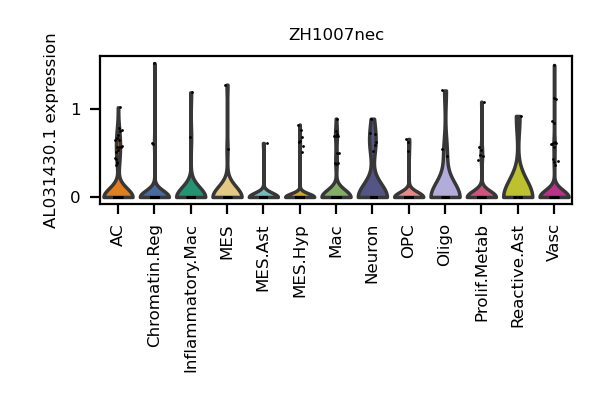 ZH1007nec
AL031430.1 expression
1
0
AC
Chromatin.Reg
Inflammatory.Mac
MES
MES.Ast
MES.Hyp
Mac
Neuron
OPC
Oligo
Prolif.Metab
Reactive.Ast
Vasc